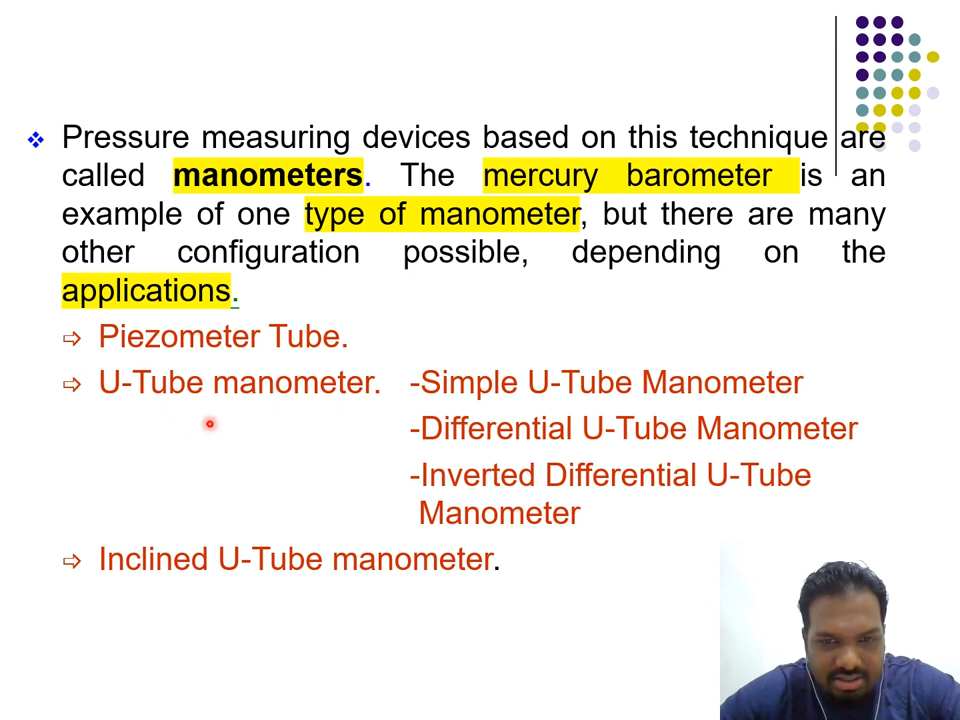 Pressure measuring devices based on this technique are
called manometers. The mercury barometer is an
example of one type of manometer, but there are many
other configuration possible, depending on the
applications.
Piezometer Tube.
U-Tube manometer. -Simple U-Tube Manometer
-Differential U-Tube Manometer
-Inverted Differential U-Tube
Manometer
Inclined U-Tube manometer.